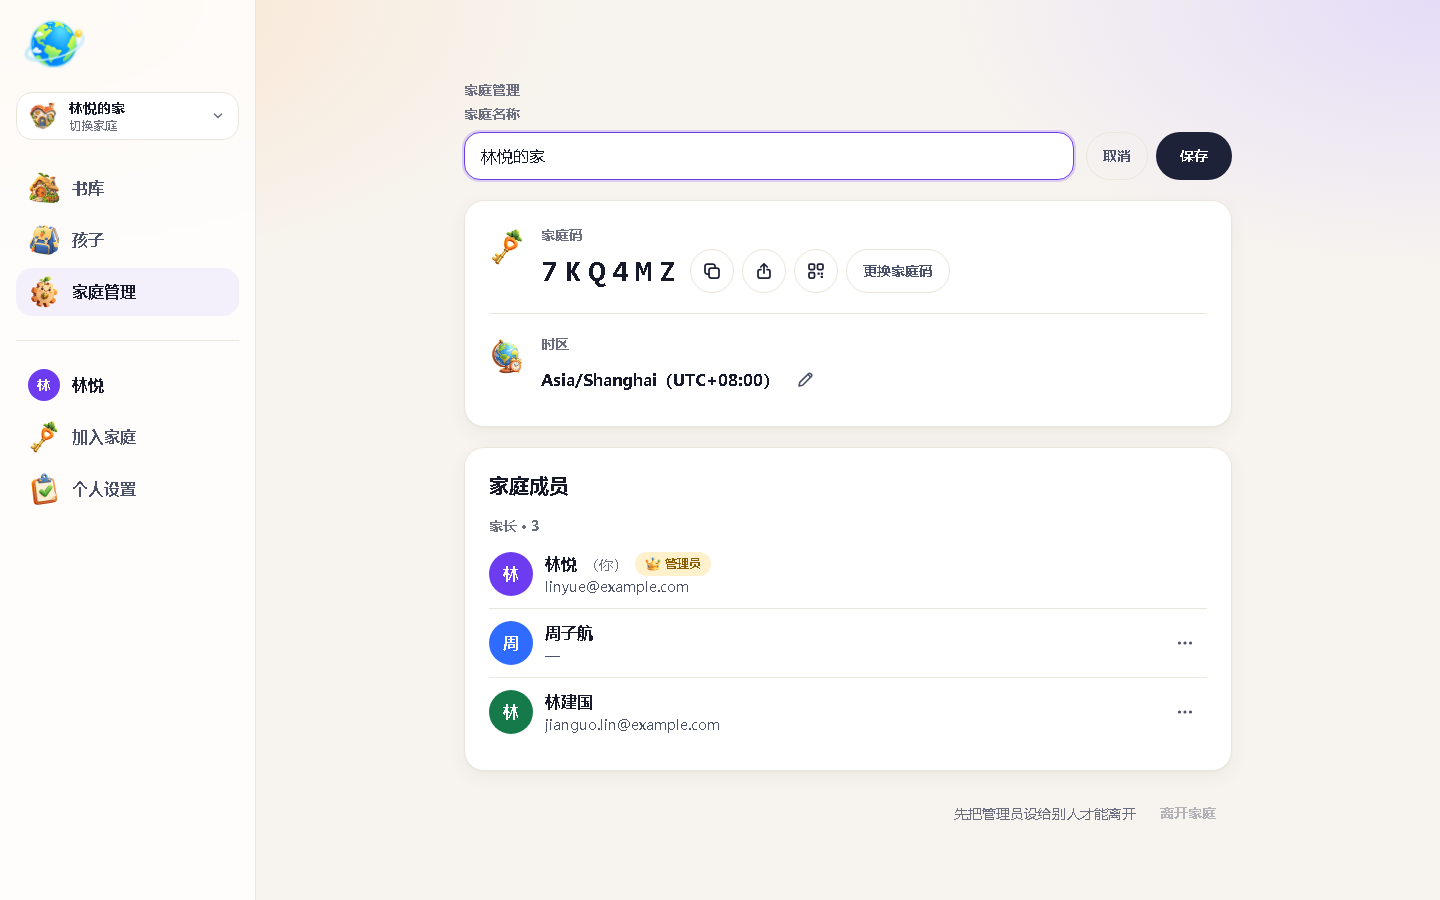 林悦的家
切换家庭
书库
孩子
家庭管理
林
林悦
加入家庭
个人设置
家庭管理
家庭名称
林悦的家
取消
保存
家庭码
7KQ4MZ
更换家庭码
时区
Asia/Shanghai (UTC+08:00)
家庭成员
家长 • 3
林
林悦 （你） 管理员
linyue@example.com
周
周子航
—
林
林建国
jianguo.lin@example.com
先把管理员设给别人才能离开 离开家庭